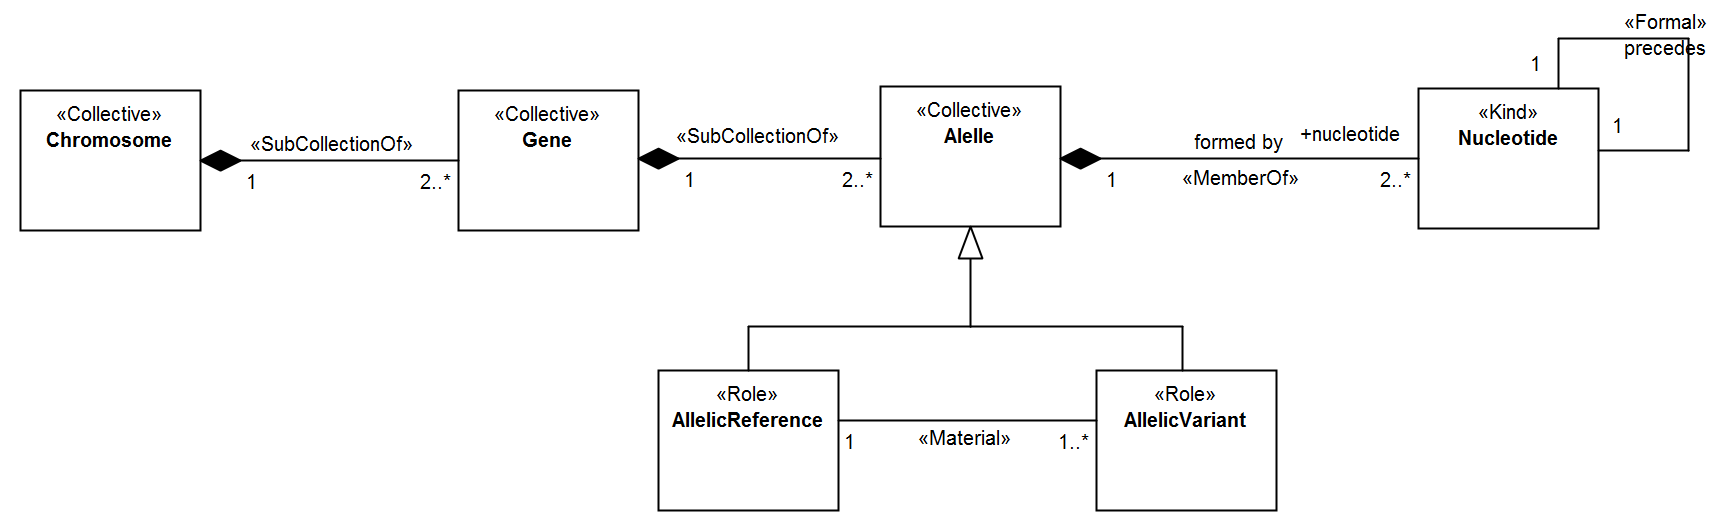 «Formal»
precedes
1
1
«Collective»
Chromosome
«SubCollectionOf»
1
2..*
«Collective»
Gene
«SubCollectionOf»
1
2..*
«Collective»
Alelle
formed by
+nucleotide
«MemberOf»
1
2..*
«Kind»
Nucleotide
«Role»
AllelicReference
1
«Material»
1..*
«Role»
AllelicVariant